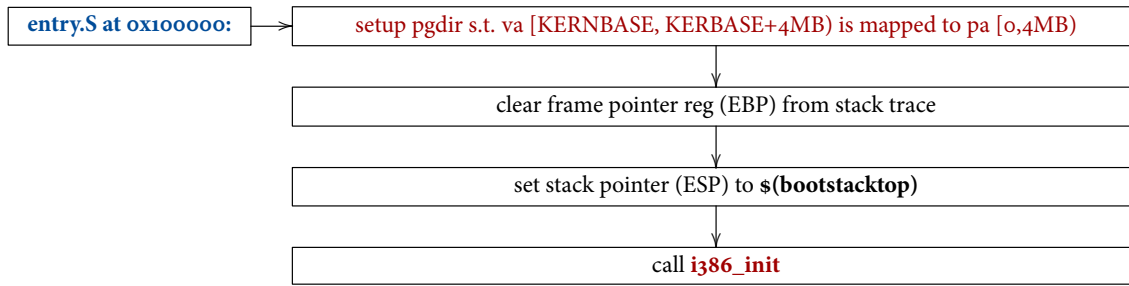 entry.S at 0x100000:
setup pgdir s.t. va [KERNBASE, KERBASE+4MB) is mapped to pa [0,4MB)
clear frame pointer reg (EBP) from stack trace
set stack pointer (ESP) to $(bootstacktop)
call i386_init